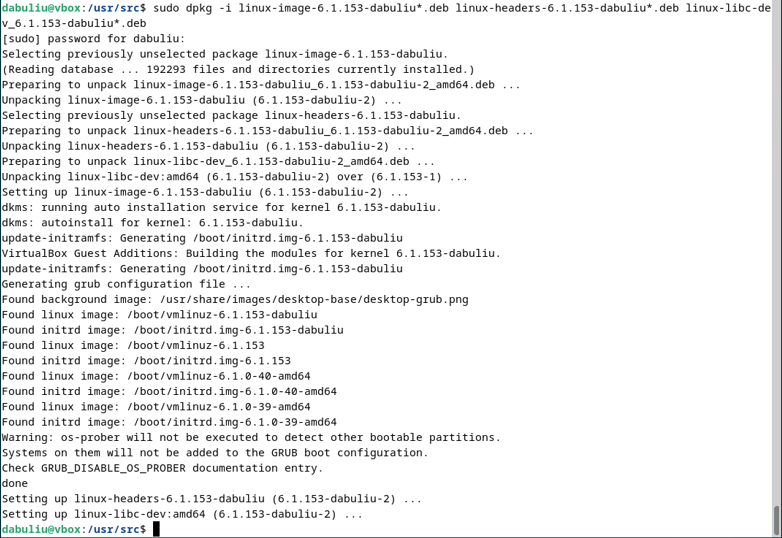 dabuliu@vbox:/usr/src$ sudo dpkg -i linux-image-6.1.153-dabuliu*.deb linux-headers-6.1.153-dabuliu*.deb linux-libc-de
v_6.1.153-dabuliu*.deb
[sudo] password for dabuliu:
Selecting previously unselected package linux-image-6.1.153-dabuliu.
(Reading database ... 192293 files and directories currently installed.)
Preparing to unpack linux-image-6.1.153-dabuliu_6.1.153-dabuliu-2_amd64.deb ...
Unpacking linux-image-6.1.153-dabuliu (6.1.153-dabuliu-2) ...
Selecting previously unselected package linux-headers-6.1.153-dabuliu.
Preparing to unpack linux-headers-6.1.153-dabuliu_6.1.153-dabuliu-2_amd64.deb ...
Unpacking linux-headers-6.1.153-dabuliu (6.1.153-dabuliu-2) ...
Preparing to unpack linux-libc-dev_6.1.153-dabuliu-2_amd64.deb ...
Unpacking linux-libc-dev:amd64 (6.1.153-dabuliu-2) over (6.1.153-1) ...
Setting up linux-image-6.1.153-dabuliu (6.1.153-dabuliu-2) ...
dkms: running auto installation service for kernel 6.1.153-dabuliu.
dkms: autoinstall for kernel: 6.1.153-dabuliu.
update-initramfs: Generating /boot/initrd.img-6.1.153-dabuliu
VirtualBox Guest Additions: Building the modules for kernel 6.1.153-dabuliu.
update-initramfs: Generating /boot/initrd.img-6.1.153-dabuliu
Generating grub configuration file ...
Found background image: /usr/share/images/desktop-base/desktop-grub.png
Found linux image: /boot/vmlinuz-6.1.153-dabuliu
Found initrd image: /boot/initrd.img-6.1.153-dabuliu
Found linux image: /boot/vmlinuz-6.1.153
Found initrd image: /boot/initrd.img-6.1.153
Found linux image: /boot/vmlinuz-6.1.0-40-amd64
Found initrd image: /boot/initrd.img-6.1.0-40-amd64
Found linux image: /boot/vmlinuz-6.1.0-39-amd64
Found initrd image: /boot/initrd.img-6.1.0-39-amd64
Warning: os-prober will not be executed to detect other bootable partitions.
Systems on them will not be added to the GRUB boot configuration.
Check GRUB_DISABLE_OS_PROBER documentation entry.
done
Setting up linux-headers-6.1.153-dabuliu (6.1.153-dabuliu-2) ...
Setting up linux-libc-dev:amd64 (6.1.153-dabuliu-2) ...
dabuliu@vbox:/usr/src$